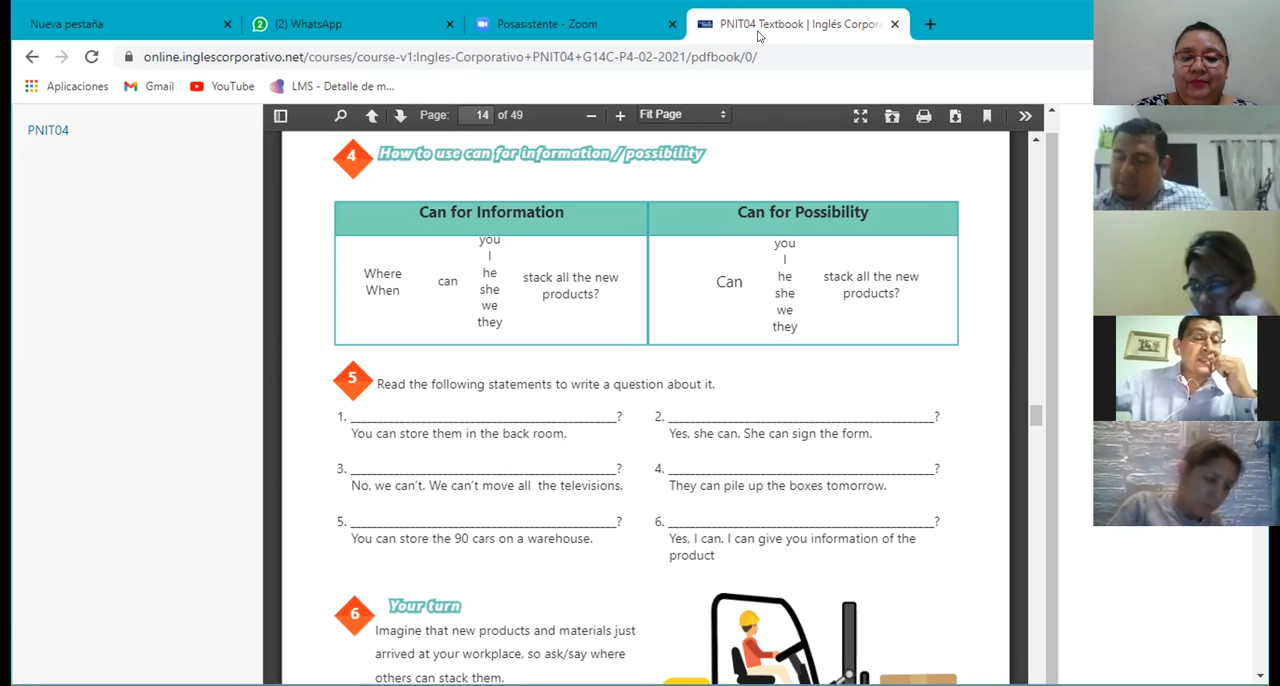 Nueva pestaña
(2) WhatsApp
Posasistente - Zoom
PNIT04 Textbook | Inglés Corpora
online.inglescorporativo.net/courses/course-v1:Ingles-Corporativo+PNIT04+G14C-P4-02-2021/pdfbook/0/
Aplicaciones
Gmail
YouTube
LMS - Detalle de m...
PNIT04
Page: 14 of 49
Fit Page
4 How to use can for information / possibility
Can for Information
Can for Possibility
Where
When
can
you
I
he
she
we
they
stack all the new
products?
Can
you
I
he
she
we
they
stack all the new
products?
5 Read the following statements to write a question about it.
1. ______________________________________?
You can store them in the back room.
2. ______________________________________?
Yes, she can. She can sign the form.
3. ______________________________________?
No, we can't. We can't move all the televisions.
4. ______________________________________?
They can pile up the boxes tomorrow.
5. ______________________________________?
You can store the 90 cars on a warehouse.
6. ______________________________________?
Yes, I can. I can give you information of the
product
6 Your turn
Imagine that new products and materials just
arrived at your workplace, so ask/say where
others can stack them.